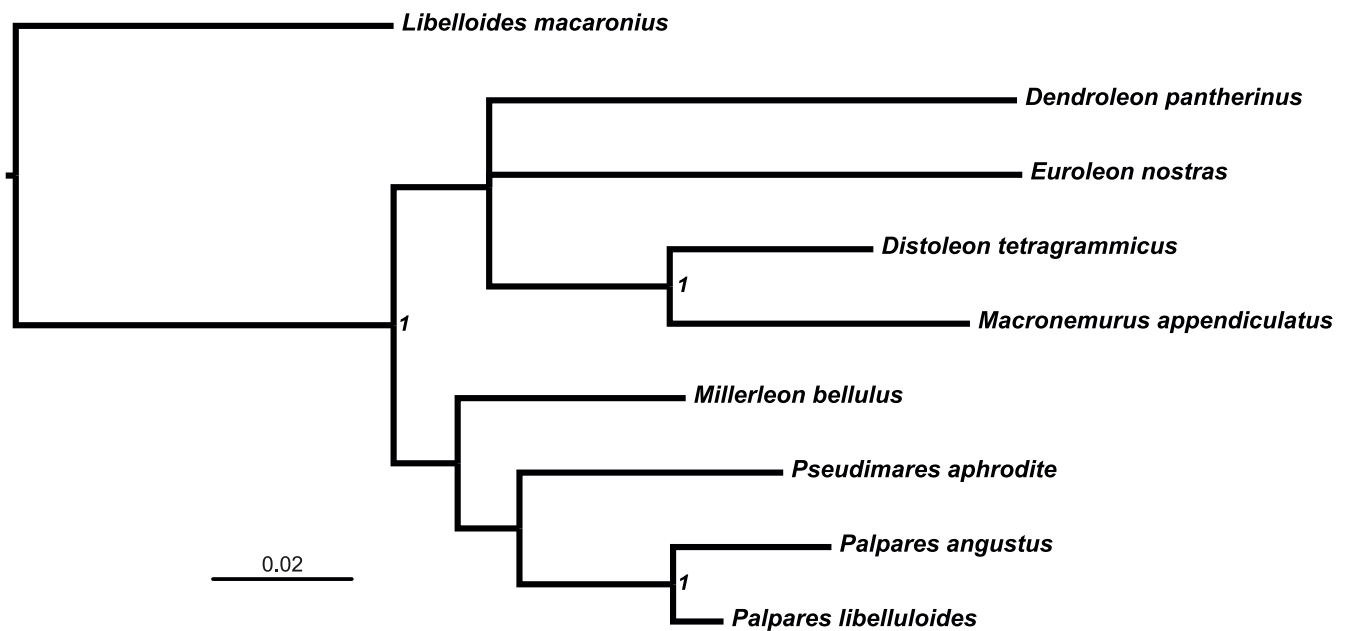 Libelloides macaronius
Dendroleon pantherinus
Euroleon nostras
Distoleon tetragrammicus
1
Macronemurus appendiculatus
1
Millerleon bellulus
Pseudimares aphrodite
Palpares angustus
0.02
1
Palpares libelluloides